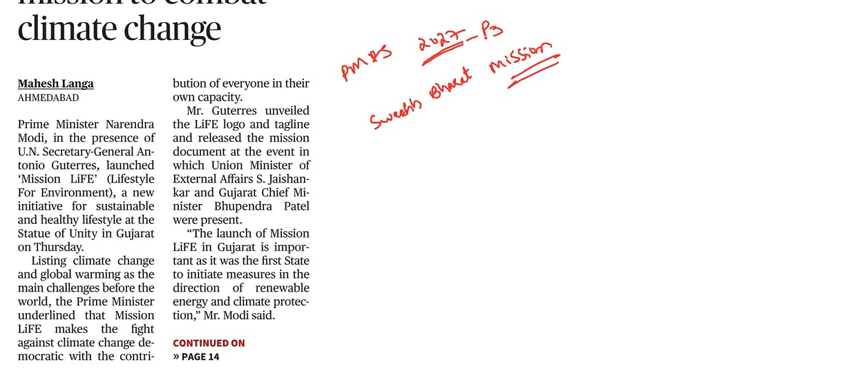 mission to combat
climate change
Mahesh Langa
AHMEDABAD
Prime Minister Narendra
Modi, in the presence of
U.N. Secretary-General An-
tonio Guterres, launched
‘Mission LiFE’ (Lifestyle
For Environment), a new
initiative for sustainable
and healthy lifestyle at the
Statue of Unity in Gujarat
on Thursday.
Listing climate change
and global warming as the
main challenges before the
world, the Prime Minister
underlined that Mission
LiFE makes the fight
against climate change de-
mocratic with the contri-
bution of everyone in their
own capacity.
Mr. Guterres unveiled
the LiFE logo and tagline
and released the mission
document at the event in
which Union Minister of
External Affairs S. Jaishan-
kar and Gujarat Chief Mi-
nister Bhupendra Patel
were present.
“The launch of Mission
LiFE in Gujarat is impor-
tant as it was the first State
to initiate measures in the
direction of renewable
energy and climate protec-
tion,” Mr. Modi said.
CONTINUED ON
» PAGE 14
2027 - P3
Bharat Mission